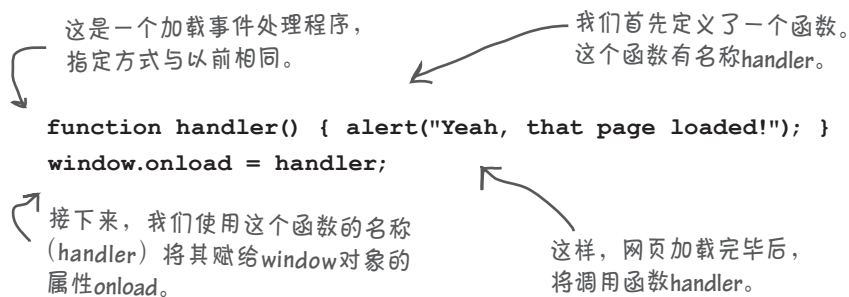 这是一个加载事件处理程序，
指定方式与以前相同。
我们首先定义了一个函数。
这个函数有名称handler。
function handler() { alert("Yeah, that page loaded!"); }
window.onload = handler;
接下来，我们使用这个函数的名称
（handler）将其赋给window对象的
属性onload。
这样，网页加载完毕后，
将调用函数handler。